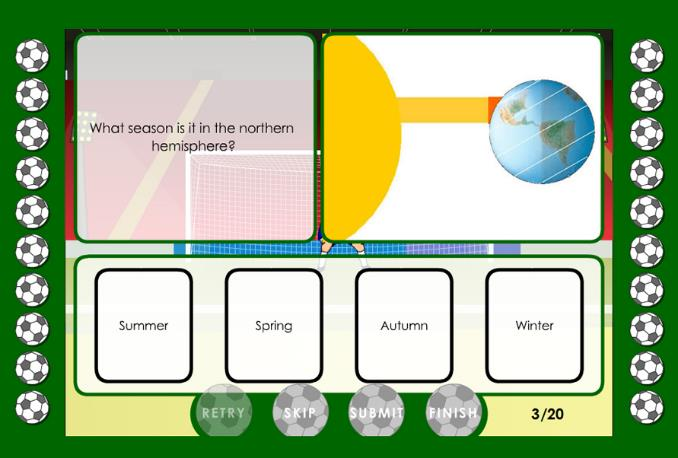 What season is it in the northern
hemisphere?
Summer
Spring
Autumn
Winter
RETRY
SKIP
SUBMIT
FINISH
3/20